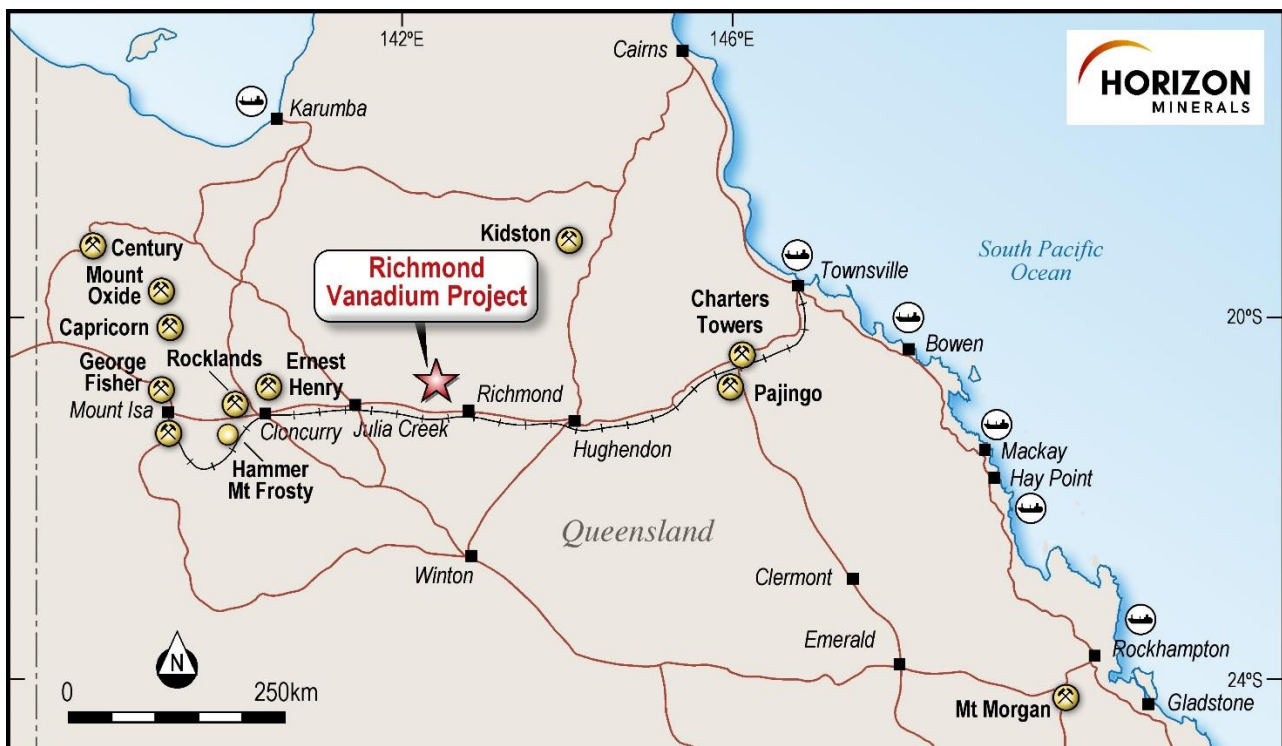 142ºE
146ºE
Cairns
HORIZON
MINERALS
Karumba
Century
Kidston
South Pacific
Ocean
Mount
Oxide
Richmond
Vanadium Project
Townsville
Capricorn
Charters
Towers
20ºS
Bowen
George
Fisher
Rocklands
Ernest
Henry
Richmond
Pajingo
Mount Isa
Cloncurry
Julia Creek
Hughendon
Mackay
Hay Point
Hammer
Mt Frosty
Queensland
Winton
Clermont
Emerald
Rockhampton
N
0
250km
24ºS
Mt Morgan
Gladstone